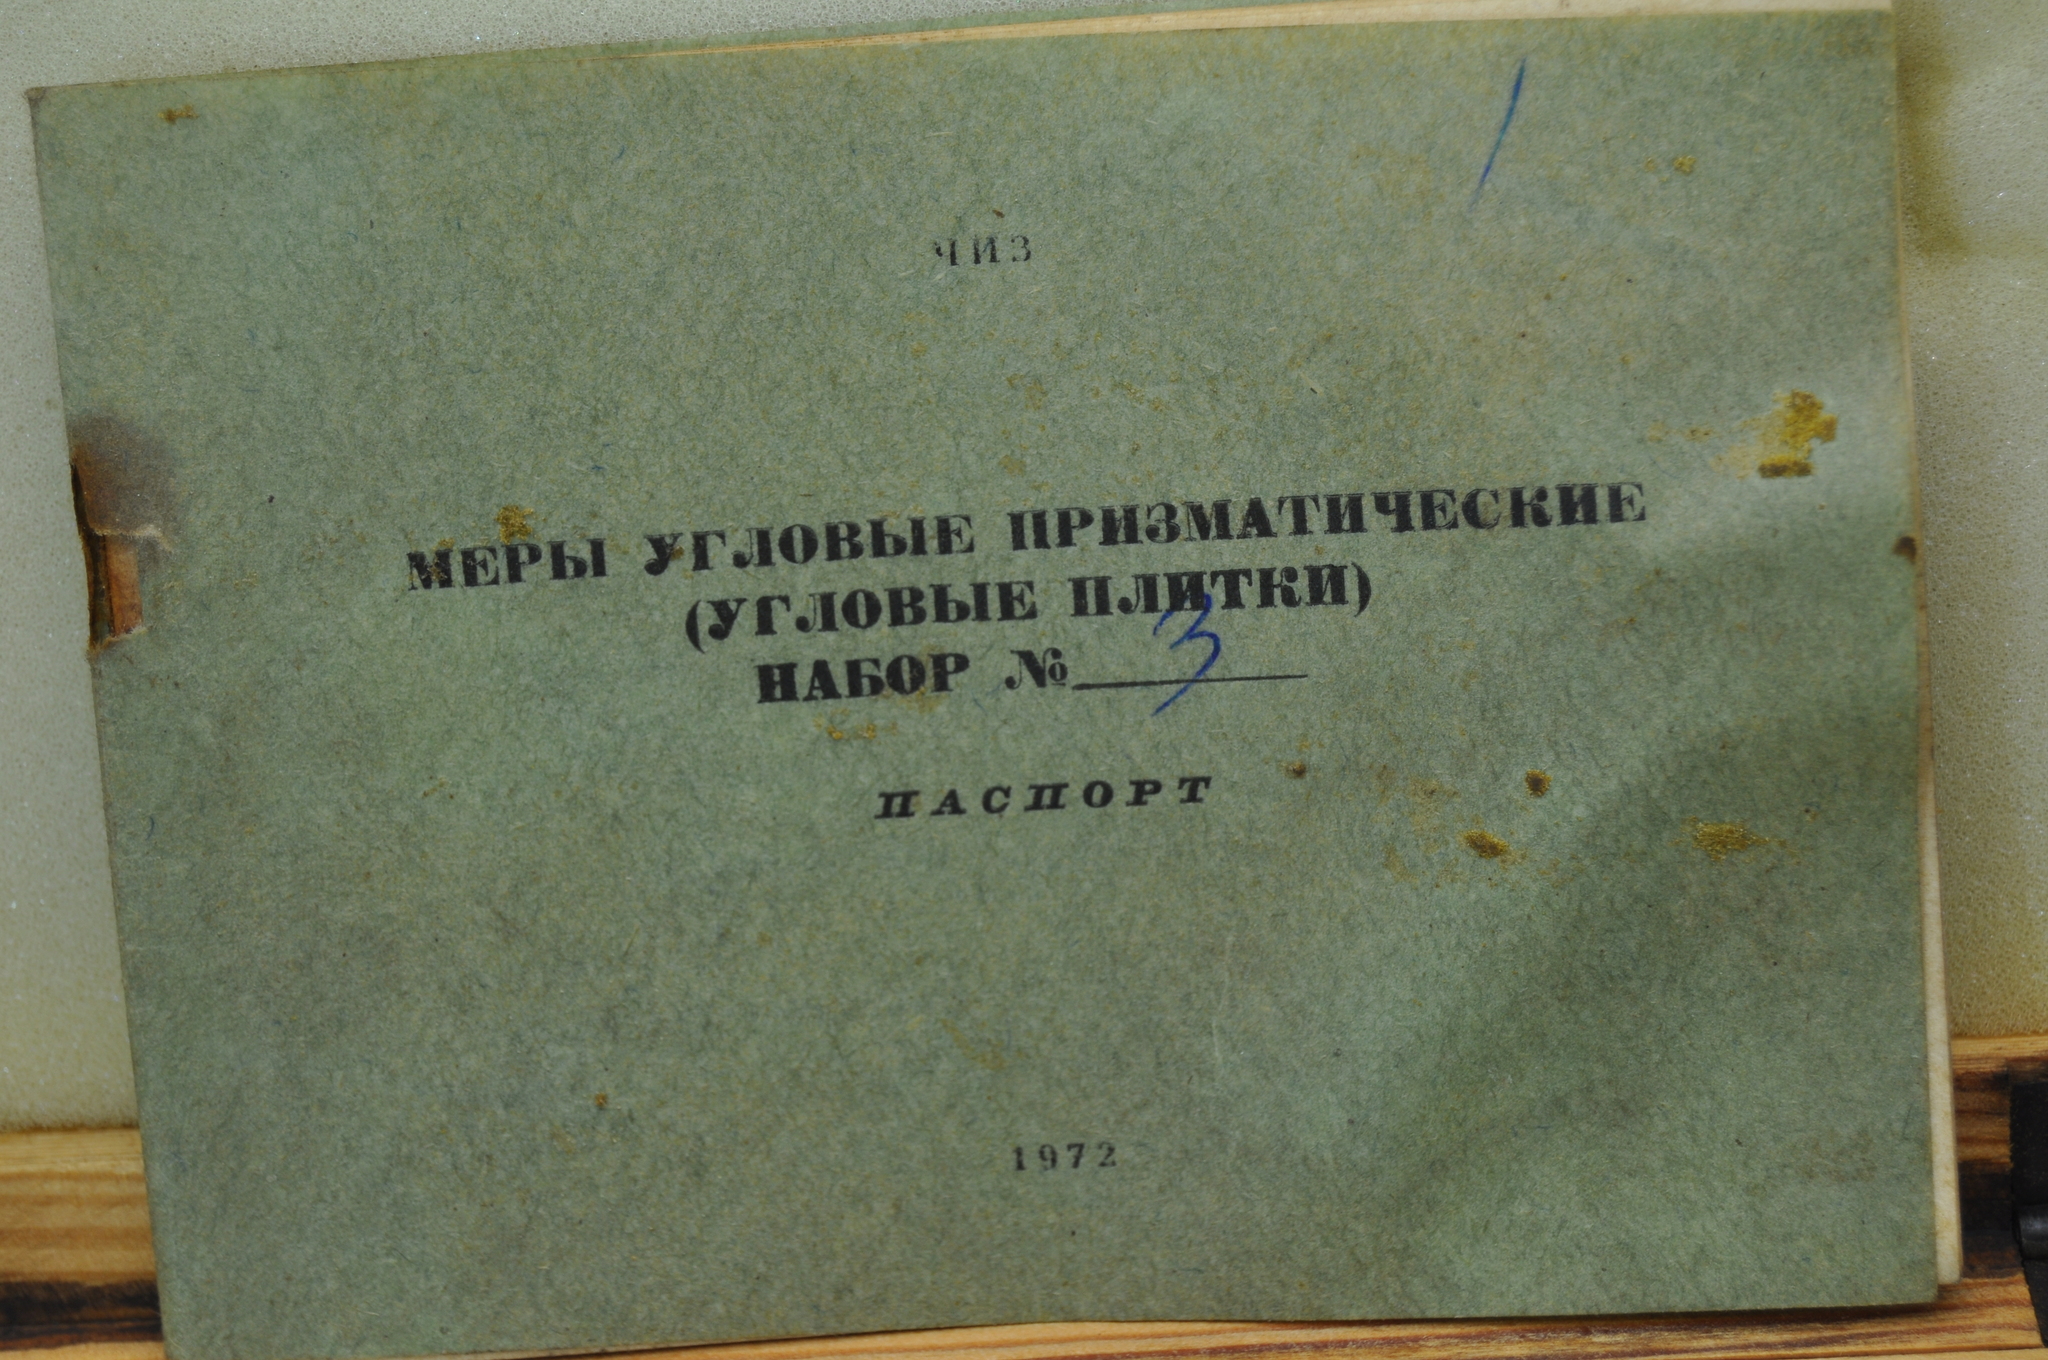 ЧИЗ
МЕРЫ УГЛОВЫЕ ПРИЗМАТИЧЕСКИЕ
(УГЛОВЫЕ ПЛИТКИ)
НАБОР № 3
ПАСПОРТ
1972